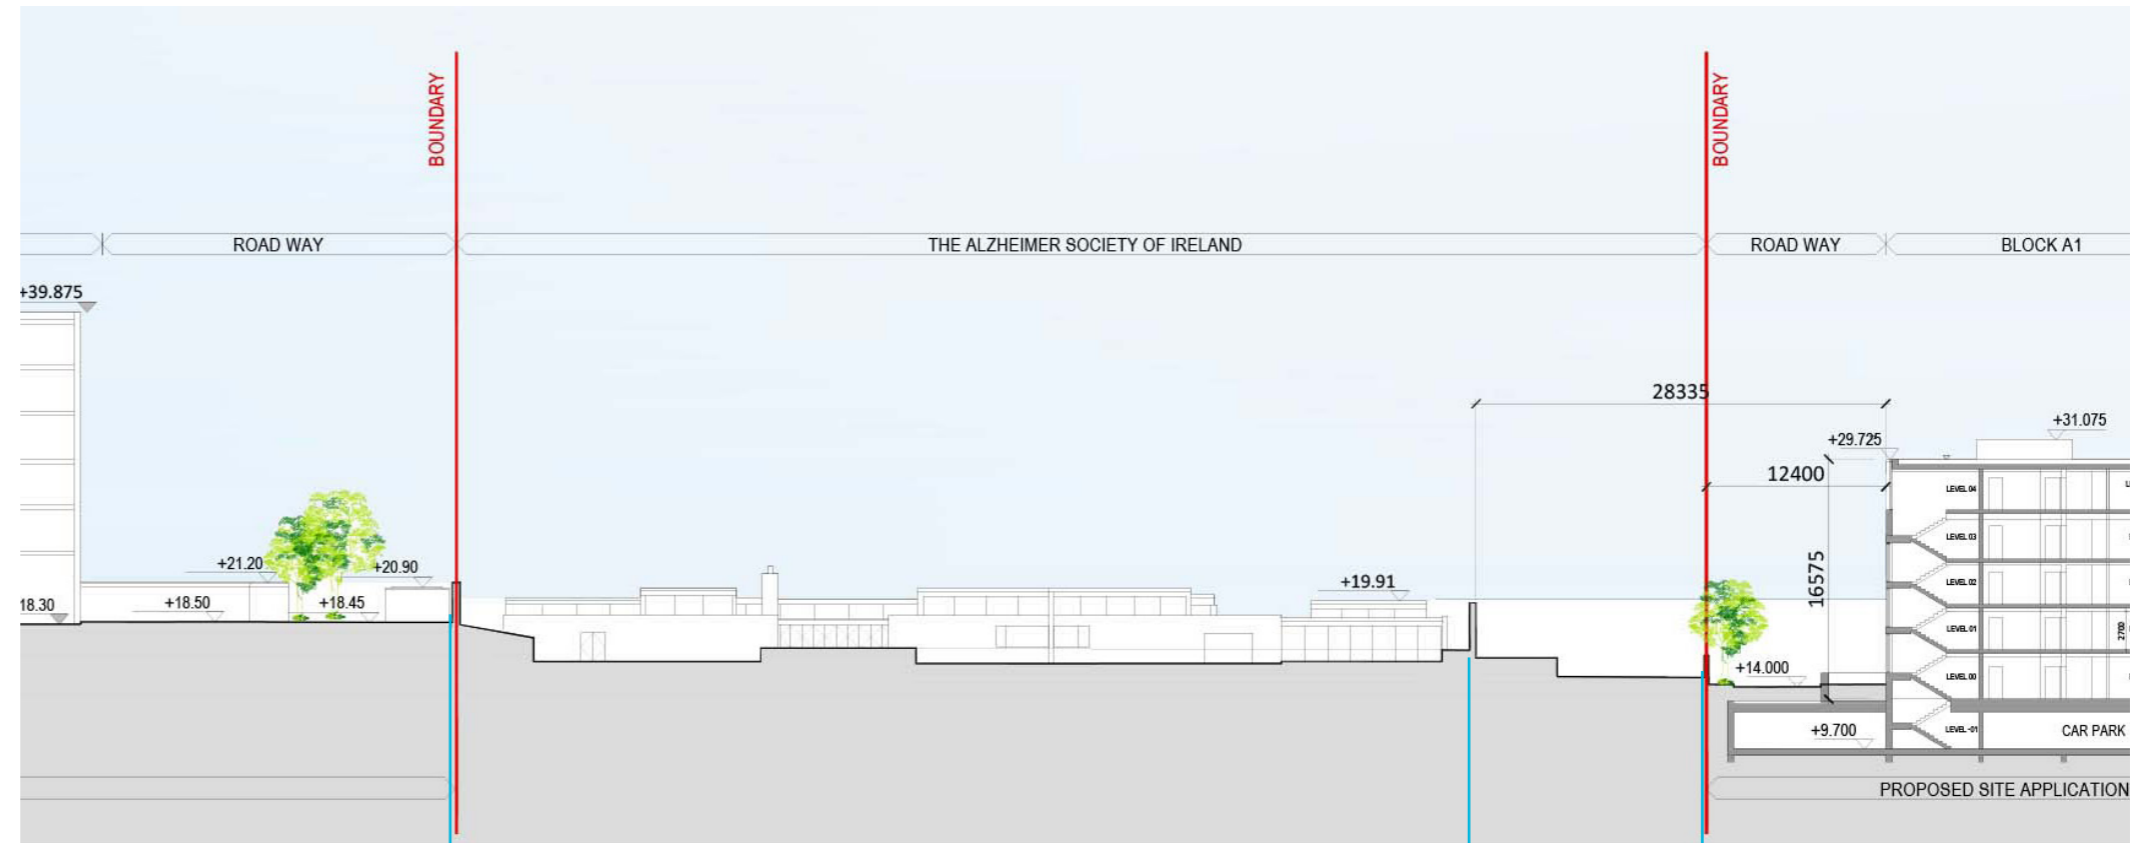 BOUNDARY
BOUNDARY
ROAD WAY
THE ALZHEIMER SOCIETY OF IRELAND
ROAD WAY
BLOCK A1
+39.875
28335
+31.075
+29.725
12400
LEVEL 04
LEVEL 03
+21.20
+20.90
+19.91
16575
LEVEL 02
18.30
+18.50
+18.45
LEVEL 01
2700
+14.000
LEVEL 00
+9.700
LEVEL -01
CAR PARK
PROPOSED SITE APPLICATION